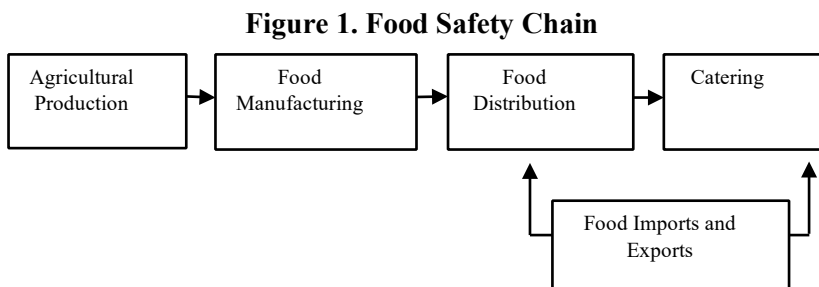 Figure 1. Food Safety Chain
Agricultural
Production
Food
Manufacturing
Food
Distribution
Catering
Food Imports and
Exports